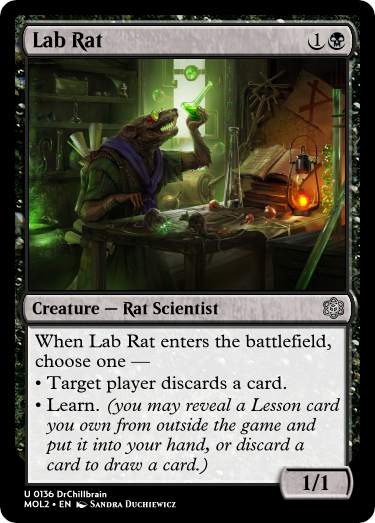 Lab Rat 1
Creature — Rat Scientist
When Lab Rat enters the battlefield,
choose one —
• Target player discards a card.
• Learn. (you may reveal a Lesson card
you own from outside the game and
put it into your hand, or discard a
card to draw a card.)
1/1
U 0136 DrChillbrain
MOL2 • EN Sandra Duchiewicz